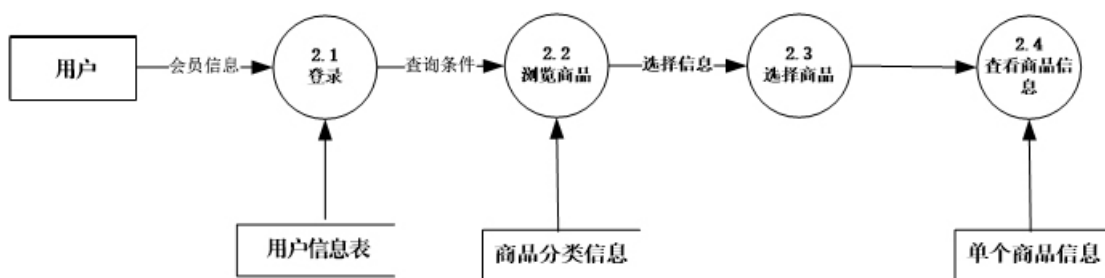 用户
会员信息
2.1
登录
查询条件
2.2
浏览商品
选择信息
2.3
选择商品
2.4
查看商品信
息
用户信息表
商品分类信息
单个商品信息